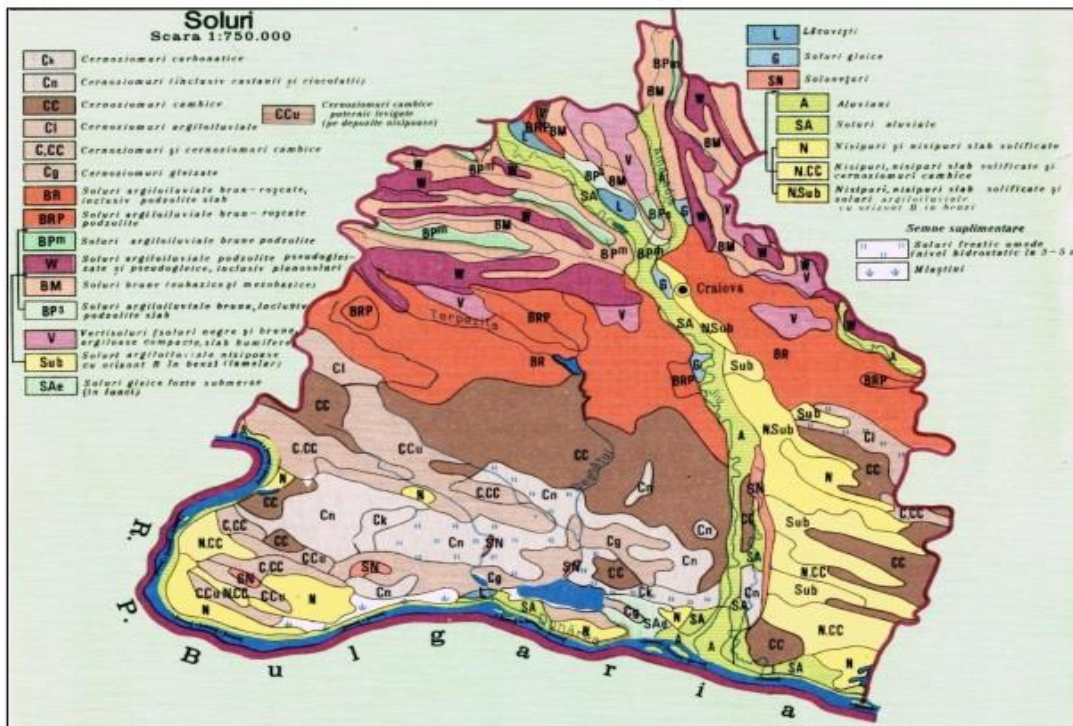 Soluri
Scara 1:750.000
Ck Cernoziomuri carbonatice
Cn Cernoziomuri (inclusiv castanii și ciocolatii)
CC Cernoziomuri cambice
Cl Cernoziomuri argiloiluviale
C,CC Cernoziomuri și cernoziomuri cambice
Cg Cernoziomuri gleizate
BR Soluri argiloiluviale brun-roșcate,
inclusiv podzolite slab
BRP Soluri argiloiluviale brun-roșcate
podzolite
BPm Soluri argiloiluviale brune podzolite
W Soluri argiloiluviale podzolite pseudoglei-
zate și pseudogleice, inclusiv planosoluri
BM Soluri brune (eubazice și mezobazice)
BPs Soluri argiloiluviale brune, inclusiv
podzolite slab
V Vertisoluri (soluri negre și brune
argiloase compacte, slab humifere)
Sub Soluri argiloiluviale nisipoase
cu orizont B în benzi (lamelar)
SAe Soluri gleice foste submerse
(în lunci)
CCu Cernoziomuri cambice
puternic levigate
(pe depozite nisipoase)
L Lăcoviști
G Soluri gleice
SN Solonețuri
A Aluviuni
SA Soluri aluviale
N Nisipuri și nisipuri slab solificate
N.CC Nisipuri, nisipuri slab solificate și
cernoziomuri cambice
N.Sub Nisipuri, nisipuri slab solificate și
soluri argiloiluviale
cu orizont B în benzi
Semne suplimentare
Soluri freatic umede
(nivel hidrostatic la 3-5
Mlaștini
Craiova
Terpezița
Dunărea
R. P. Bulgaria